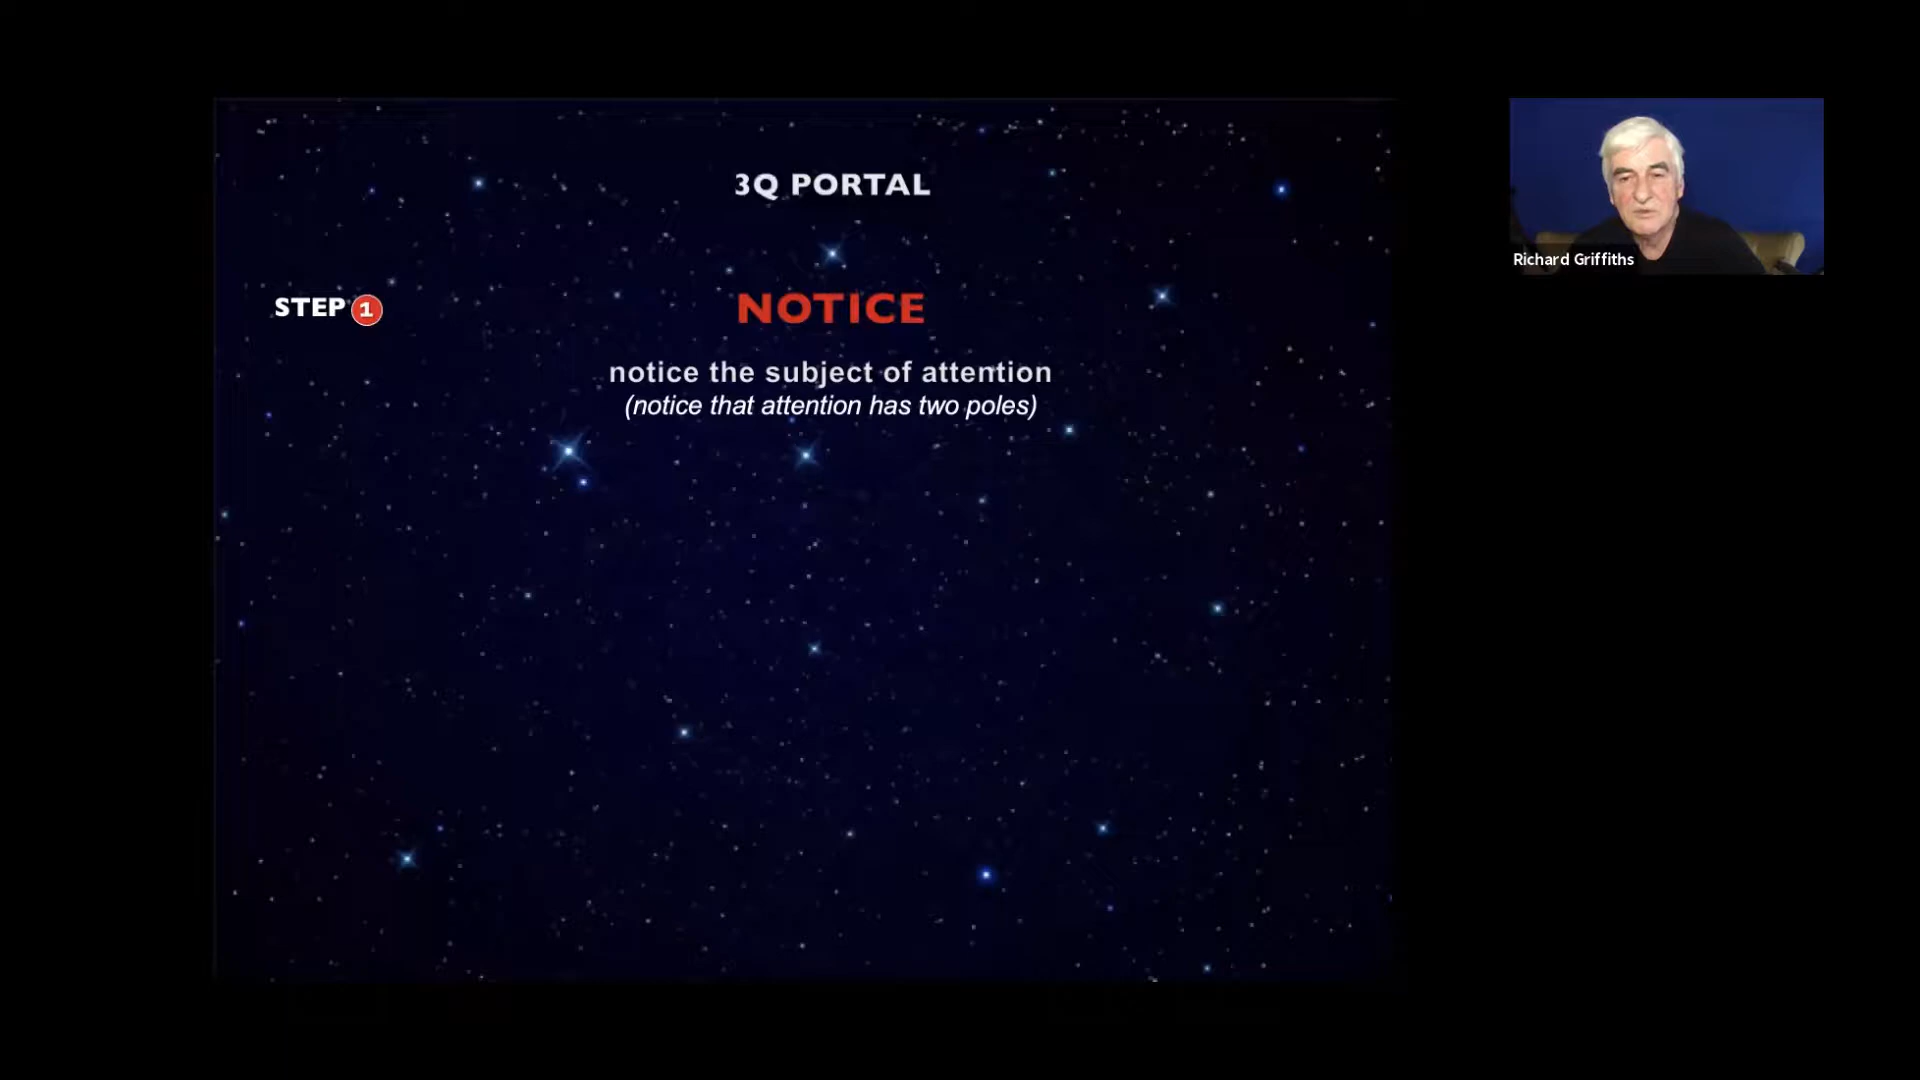 3Q PORTAL
STEP 1
NOTICE
notice the subject of attention
(notice that attention has two poles)
Richard Griffiths